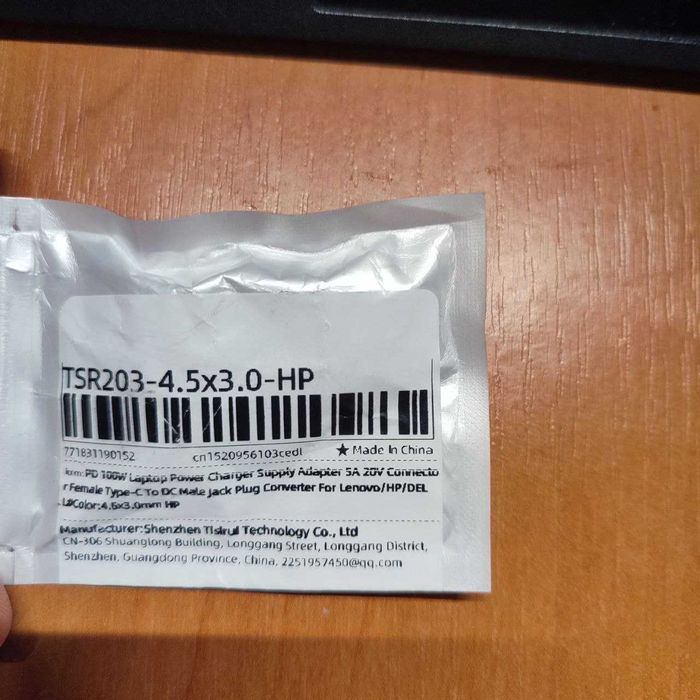 TSR203-4.5x3.0-HP
771831190152 cn1520956103cedl ★ Made In China
Item:PD 100W Laptop Power Charger Supply Adapter 5A 20V Connecto
r Female Type-C To DC Male Jack Plug Converter For Lenovo/HP/DEL
L#Color:4.5x3.0mm HP
Manufacturer:Shenzhen Tisirui Technology Co., Ltd
CN-306 Shuanglong Building, Longgang Street, Longgang District,
Shenzhen, Guangdong Province, China, 2251957450@qq.com